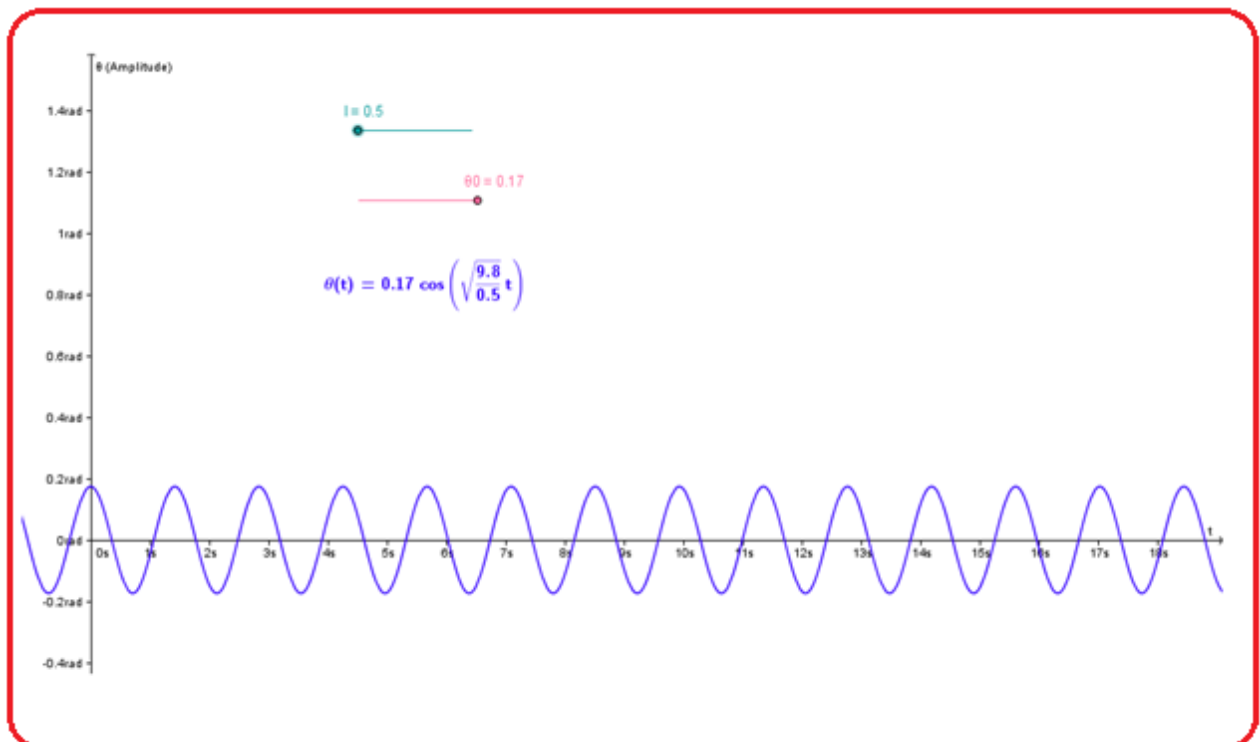 θ (Amplitude)
1.4rad
l = 0.5
1.2rad
θ0 = 0.17
1rad
θ(t) = 0.17 cos(√(9.8/0.5) t)
0.8rad
0.6rad
0.4rad
0.2rad
0rad
0s 1s 2s 3s 4s 5s 6s 7s 8s 9s 10s 11s 12s 13s 14s 15s 16s 17s 18s t
-0.2rad
-0.4rad